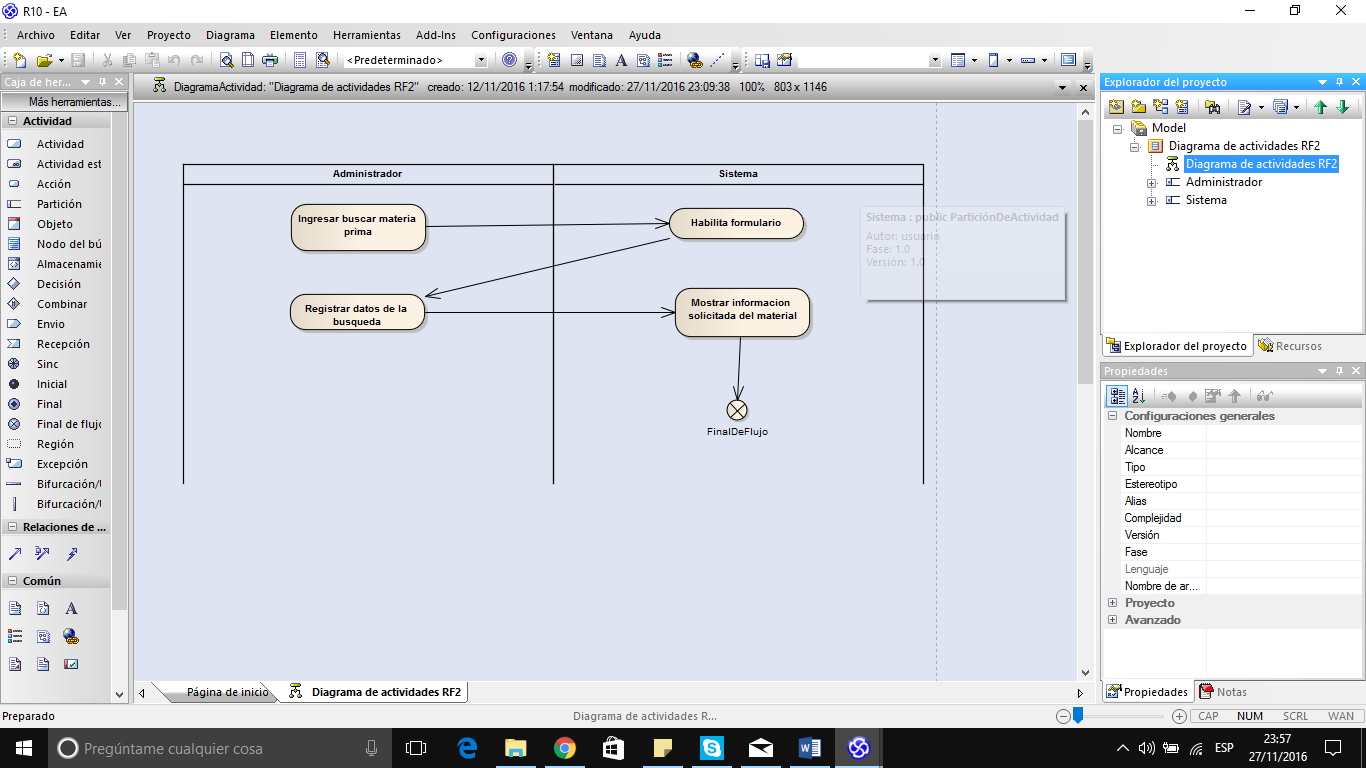 R10 - EA
Archivo Editar Ver Proyecto Diagrama Elemento Herramientas Add-Ins Configuraciones Ventana Ayuda
<Predeterminado>
Caja de her...
Más herramientas...
Actividad
Actividad
Actividad est
Acción
Partición
Objeto
Nodo del bú
Almacenamie
Decisión
Combinar
Envio
Recepción
Sinc
Inicial
Final
Final de flujo
Región
Excepción
Bifurcación/U
Bifurcación/U
Relaciones de ...
Común
DiagramaActividad: "Diagrama de actividades RF2" creado: 12/11/2016 1:17:54 modificado: 27/11/2016 23:09:38 100% 803 x 1146
Administrador
Sistema
Ingresar buscar materia
prima
Habilita formulario
Registrar datos de la
busqueda
Mostrar informacion
solicitada del material
FinalDeFlujo
Sistema : public ParticiónDeActividad
Autor: usuario
Fase: 1.0
Versión: 1.0
Página de inicio
Diagrama de actividades RF2
Explorador del proyecto
Model
Diagrama de actividades RF2
Diagrama de actividades RF2
Administrador
Sistema
Explorador del proyecto
Recursos
Propiedades
Configuraciones generales
Nombre
Alcance
Tipo
Estereotipo
Alias
Complejidad
Versión
Fase
Lenguaje
Nombre de ar...
Proyecto
Avanzado
Propiedades
Notas
Preparado
Diagrama de actividades R...
CAP NUM SCRL WAN
Pregúntame cualquier cosa
ESP
23:57
27/11/2016